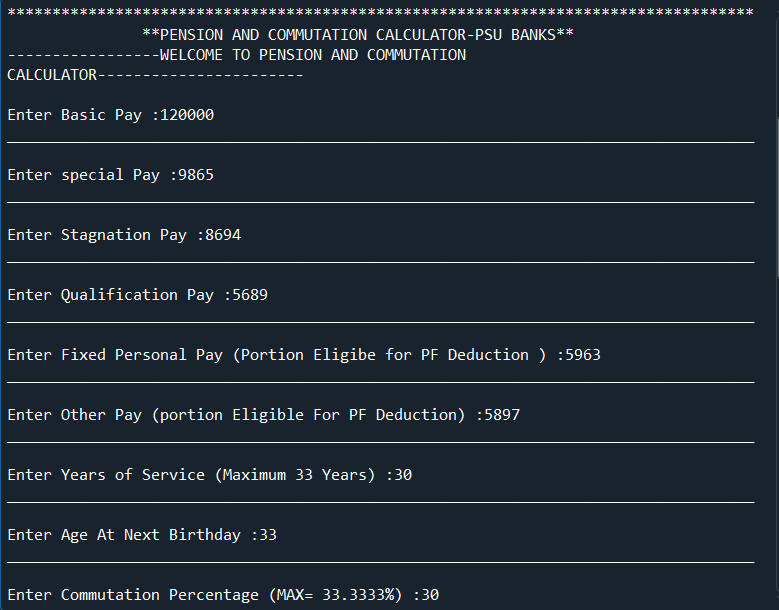 ***********************************************************************************
**PENSION AND COMMUTATION CALCULATOR-PSU BANKS**
-----------------WELCOME TO PENSION AND COMMUTATION
CALCULATOR-----------------------
Enter Basic Pay :120000
Enter special Pay :9865
Enter Stagnation Pay :8694
Enter Qualification Pay :5689
Enter Fixed Personal Pay (Portion Eligibe for PF Deduction ) :5963
Enter Other Pay (portion Eligible For PF Deduction) :5897
Enter Years of Service (Maximum 33 Years) :30
Enter Age At Next Birthday :33
Enter Commutation Percentage (MAX= 33.3333%) :30